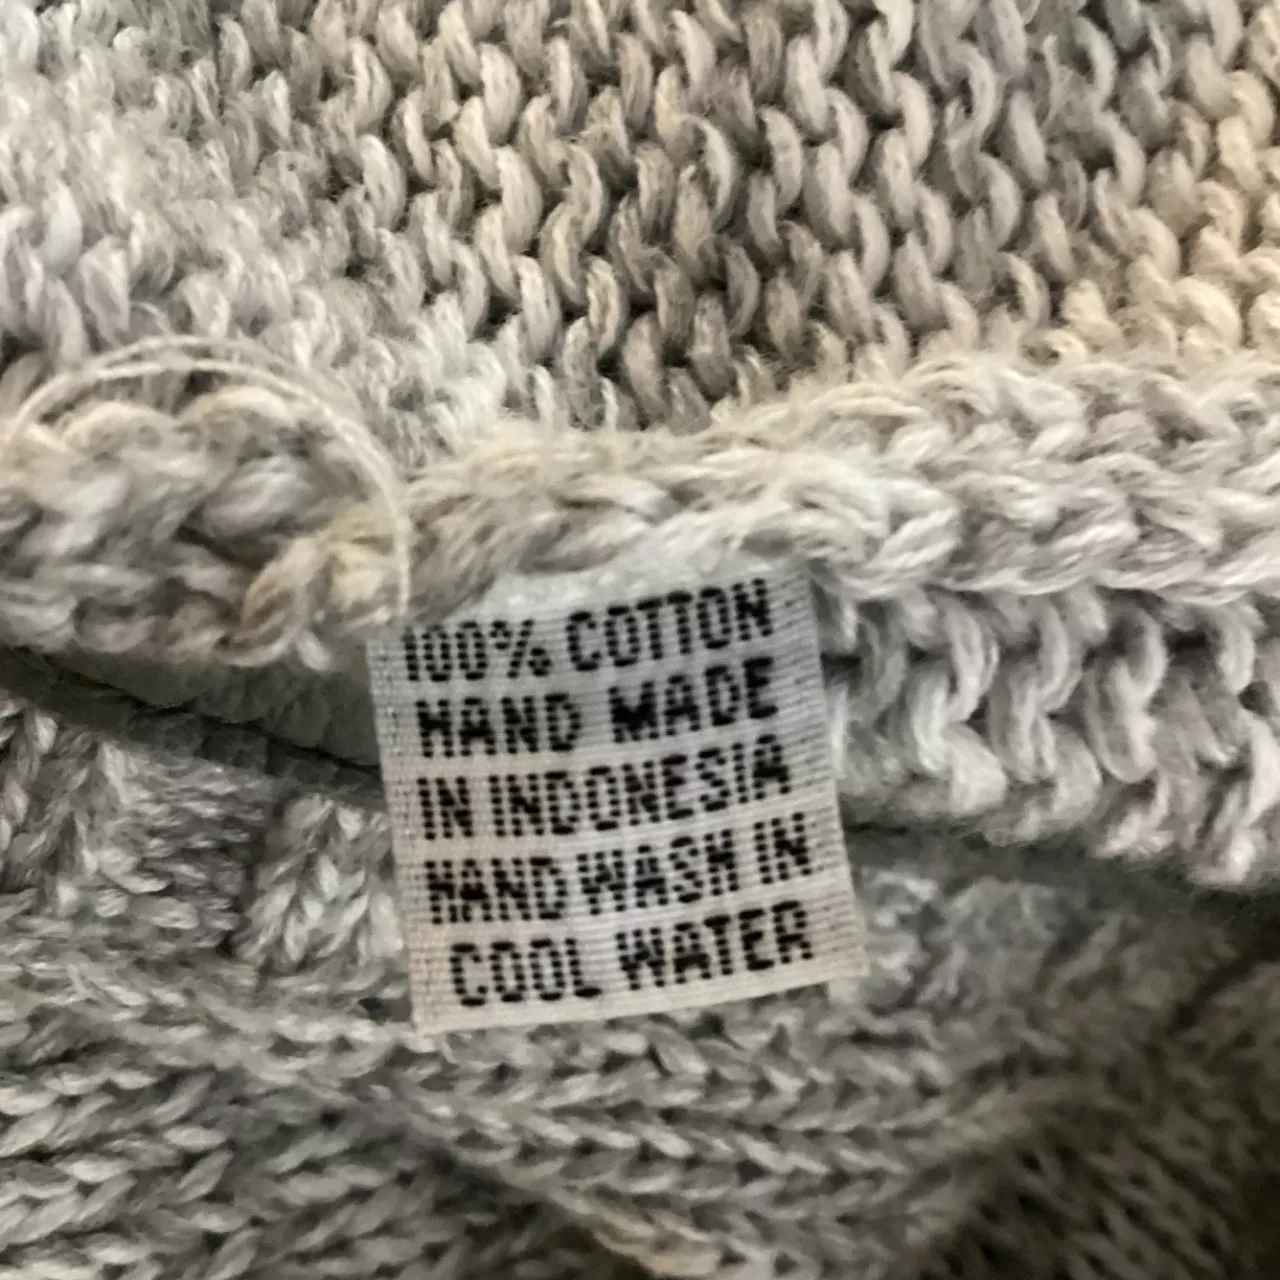 100% COTTON
HAND MADE
IN INDONESIA
HAND WASH IN
COOL WATER